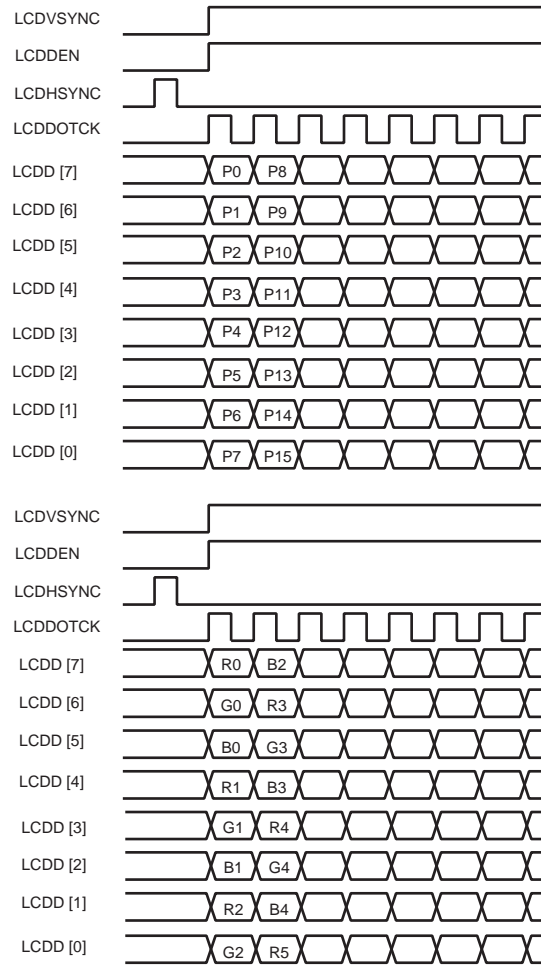 LCDVSYNC
LCDDEN
LCDHSYNC
LCDDOTCK
LCDD [7] P0 P8
LCDD [6] P1 P9
LCDD [5] P2 P10
LCDD [4] P3 P11
LCDD [3] P4 P12
LCDD [2] P5 P13
LCDD [1] P6 P14
LCDD [0] P7 P15
LCDVSYNC
LCDDEN
LCDHSYNC
LCDDOTCK
LCDD [7] R0 B2
LCDD [6] G0 R3
LCDD [5] B0 G3
LCDD [4] R1 B3
LCDD [3] G1 R4
LCDD [2] B1 G4
LCDD [1] R2 B4
LCDD [0] G2 R5